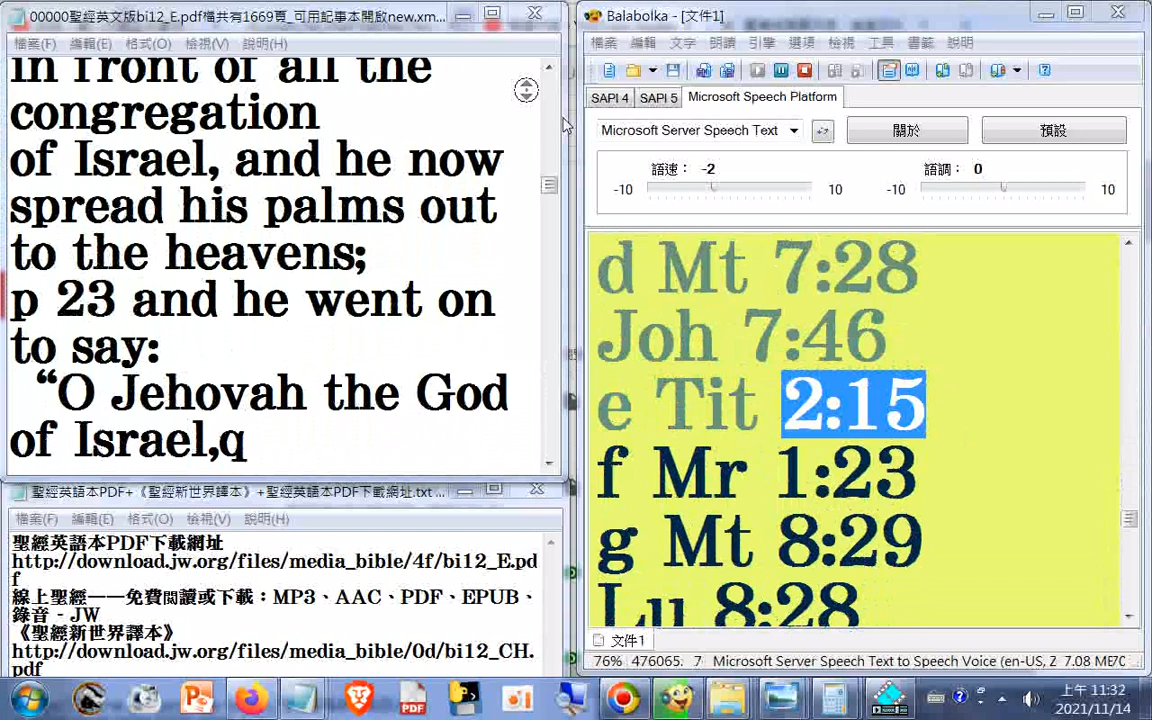 00000聖經英文版bi12_E.pdf檔共有1669頁_可用記事本開啟new.xm...
檔案(F) 編輯(E) 格式(O) 檢視(V) 說明(H)
in front of all the
congregation
of Israel, and he now
spread his palms out
to the heavens;
p 23 and he went on
to say:
“O Jehovah the God
of Israel,q
聖經英語本PDF+《聖經新世界譯本》+聖經英語本PDF下載網址.txt ...
檔案(F) 編輯(E) 格式(O) 檢視(V) 說明(H)
聖經英語本PDF下載網址
http://download.jw.org/files/media_bible/4f/bi12_E.pd
f
線上聖經——免費閱讀或下載：MP3、AAC、PDF、EPUB、
錄音 - JW
《聖經新世界譯本》
http://download.jw.org/files/media_bible/0d/bi12_CH.
pdf
Balabolka - [文件1]
檔案 編輯 文字 朗讀 引擎 選項 檢視 工具 書籤 說明
SAPI 4 SAPI 5 Microsoft Speech Platform
Microsoft Server Speech Text 關於 預設
語速： -2 語調： 0
-10 10 -10 10
d Mt 7:28
Joh 7:46
e Tit 2:15
f Mr 1:23
g Mt 8:29
Lu 8:28
文件1
76% 476065. 7 Microsoft Server Speech Text to Speech Voice (en-US, Z 7.08 ME
上午 11:32
2021/11/14